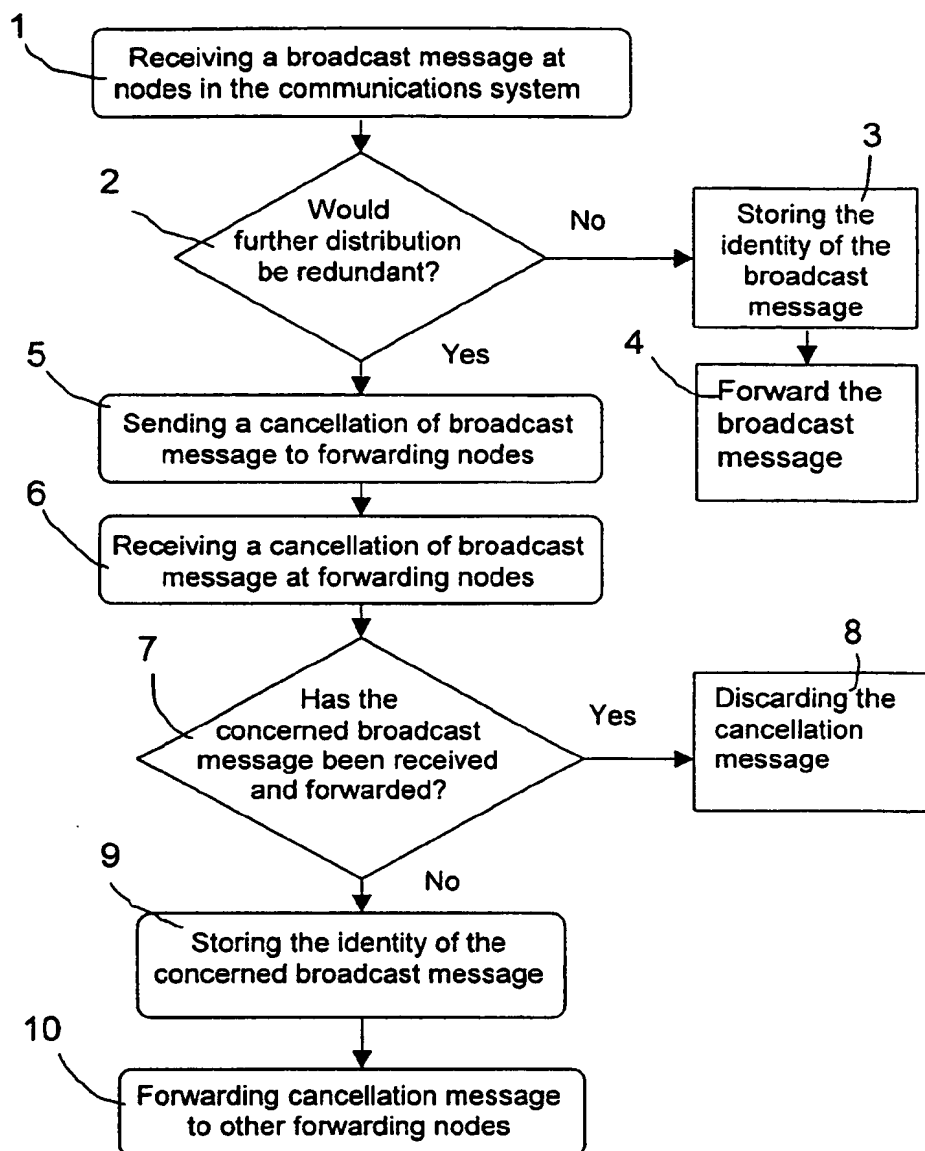 1
Receiving a broadcast message at
nodes in the communications system
2
Would
further distribution
be redundant?
No
3
Storing the
identity of the
broadcast
message
Yes
4
Forward the
broadcast
message
5
Sending a cancellation of broadcast
message to forwarding nodes
6
Receiving a cancellation of broadcast
message at forwarding nodes
7
Has the
concerned broadcast
message been received
and forwarded?
Yes
8
Discarding the
cancellation
message
No
9
Storing the identity of the
concerned broadcast message
10
Forwarding cancellation message
to other forwarding nodes